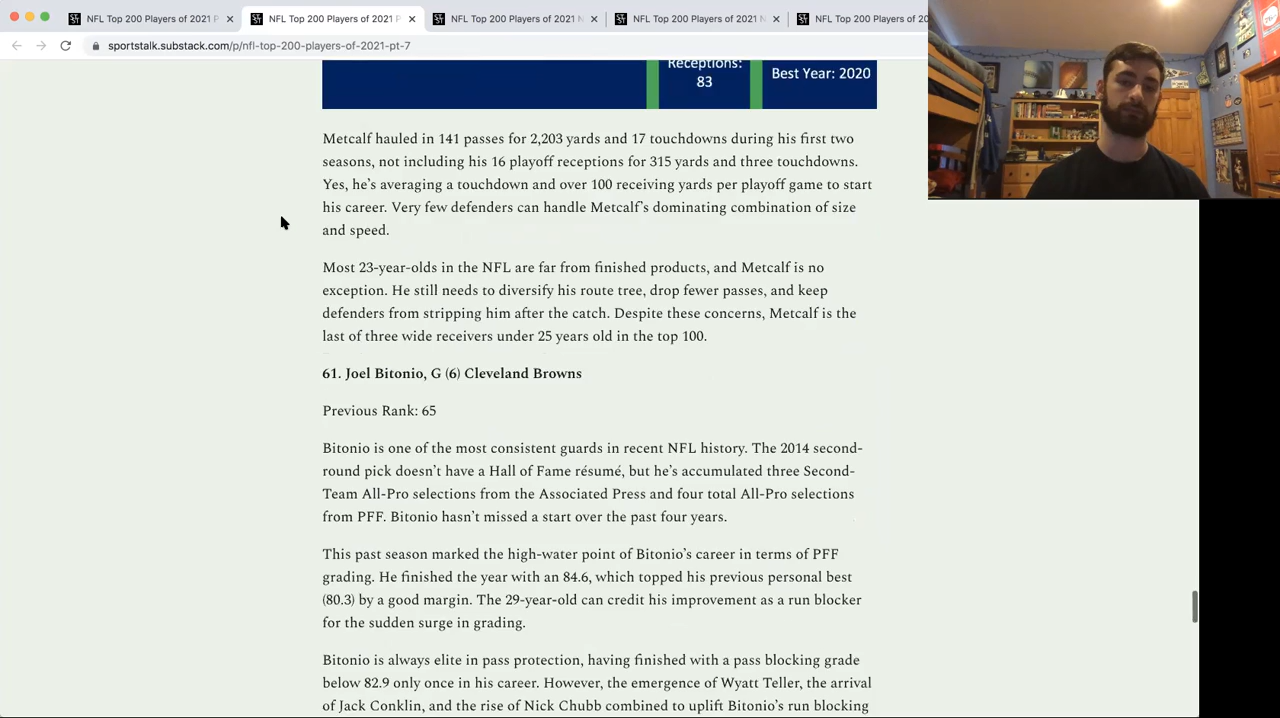 NFL Top 200 Players of 2021 P
NFL Top 200 Players of 2021 P
NFL Top 200 Players of 2021 N
NFL Top 200 Players of 2021 N
NFL Top 200 Players of 20
sportstalk.substack.com/p/nfl-top-200-players-of-2021-pt-7
Receptions:
83
Best Year: 2020
Metcalf hauled in 141 passes for 2,203 yards and 17 touchdowns during his first two
seasons, not including his 16 playoff receptions for 315 yards and three touchdowns.
Yes, he’s averaging a touchdown and over 100 receiving yards per playoff game to start
his career. Very few defenders can handle Metcalf’s dominating combination of size
and speed.
Most 23-year-olds in the NFL are far from finished products, and Metcalf is no
exception. He still needs to diversify his route tree, drop fewer passes, and keep
defenders from stripping him after the catch. Despite these concerns, Metcalf is the
last of three wide receivers under 25 years old in the top 100.
61. Joel Bitonio, G (6) Cleveland Browns
Previous Rank: 65
Bitonio is one of the most consistent guards in recent NFL history. The 2014 second-
round pick doesn’t have a Hall of Fame résumé, but he’s accumulated three Second-
Team All-Pro selections from the Associated Press and four total All-Pro selections
from PFF. Bitonio hasn’t missed a start over the past four years.
This past season marked the high-water point of Bitonio’s career in terms of PFF
grading. He finished the year with an 84.6, which topped his previous personal best
(80.3) by a good margin. The 29-year-old can credit his improvement as a run blocker
for the sudden surge in grading.
Bitonio is always elite in pass protection, having finished with a pass blocking grade
below 82.9 only once in his career. However, the emergence of Wyatt Teller, the arrival
of Jack Conklin, and the rise of Nick Chubb combined to uplift Bitonio’s run blocking